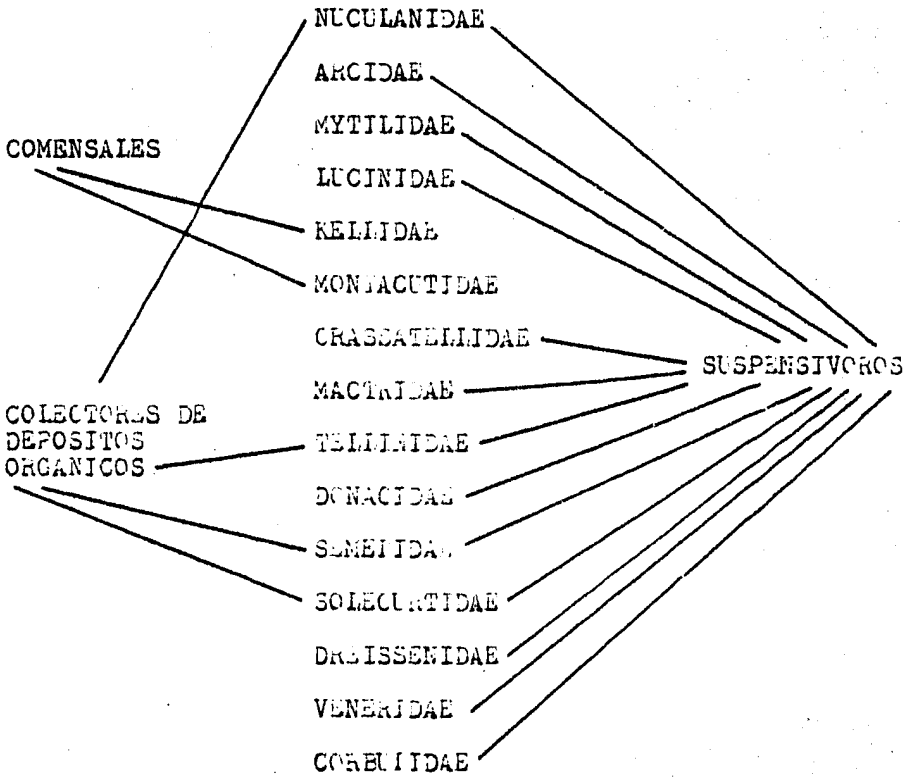 NUCULANIDAE
ARCIDAE
MYTILIDAE
COMENSALES
LUCINIDAE
KELLIDAE
MONTACUTIDAE
CRASSATELLIDAE
SUSPENSIVOROS
MACTRIDAE
COLECTORES DE
DEPOSITOS
ORGANICOS
TELLINIDAE
DONACIDAE
SEMELIDAE
SOLECURTIDAE
DREISSENIDAE
VENERIDAE
CORBULIDAE